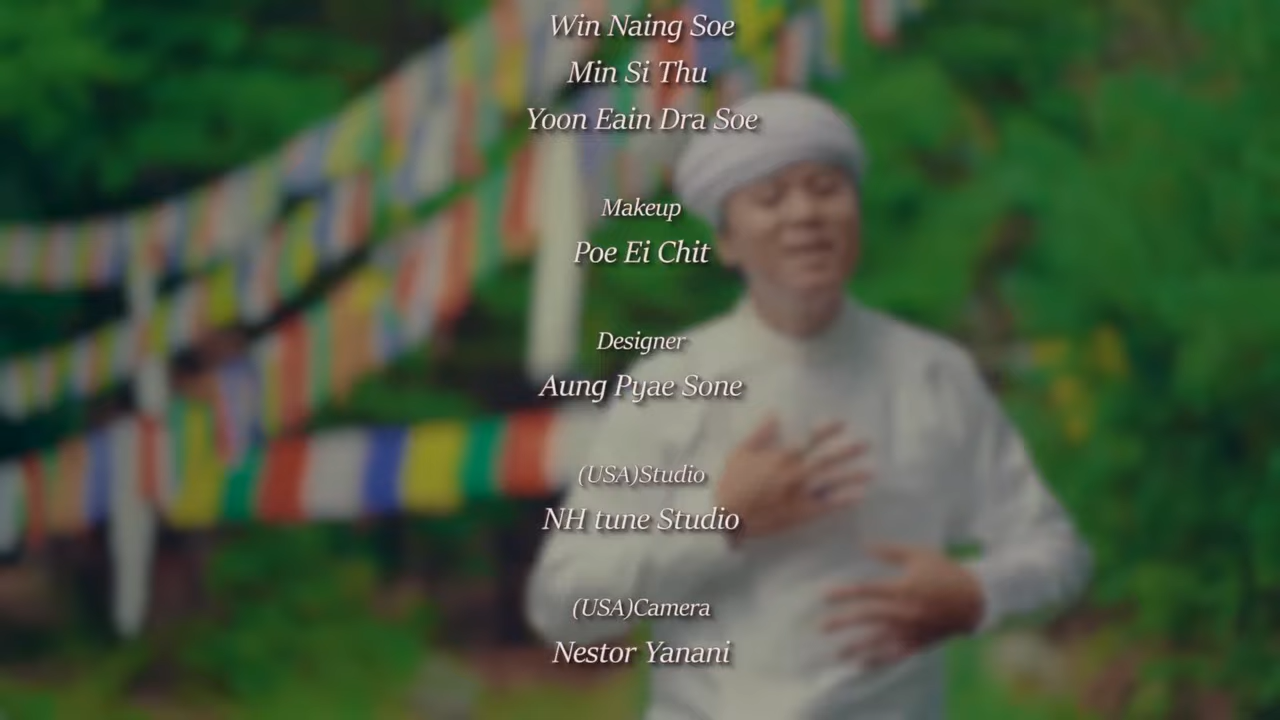 Win Naing Soe
Min Si Thu
Yoon Eain Dra Soe
Makeup
Poe Ei Chit
Designer
Aung Pyae Sone
(USA)Studio
NH tune Studio
(USA)Camera
Nestor Yanani